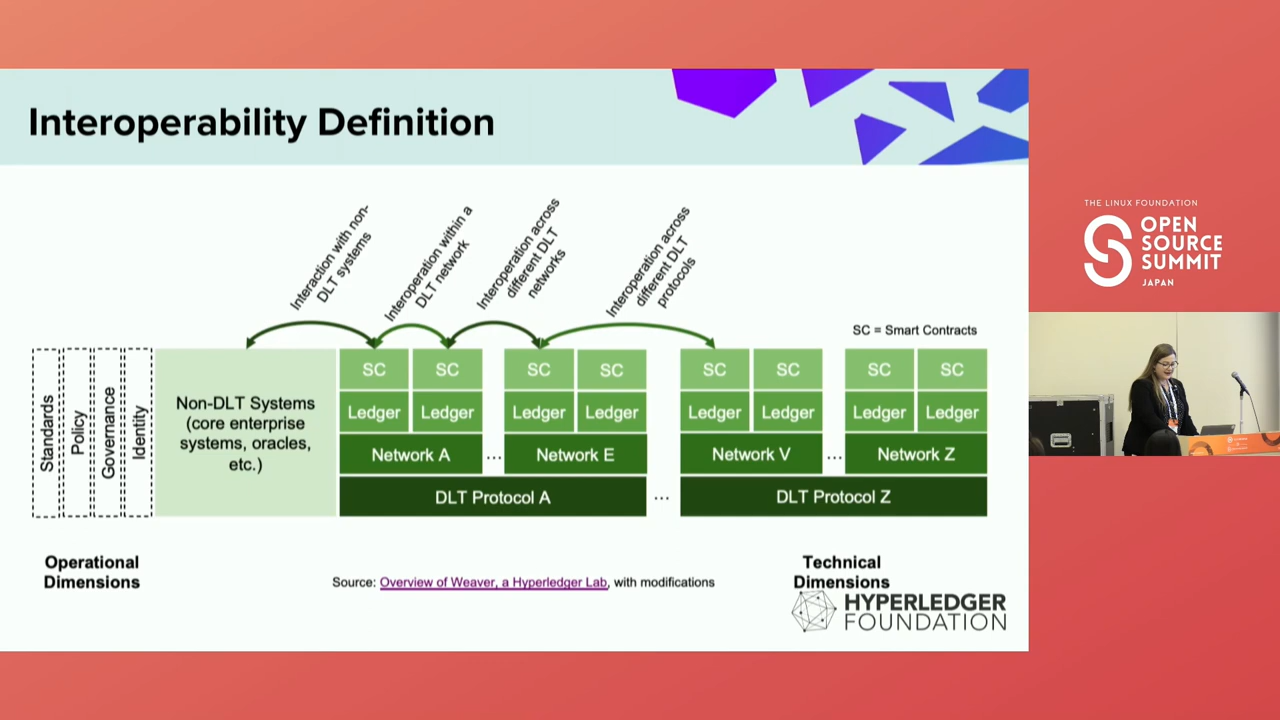 Interoperability Definition
Interaction with non-
DLT systems
Interoperation within a
DLT network
Interoperation across
different DLT
networks
Interoperation across
different DLT
protocols
SC = Smart Contracts
Standards
Policy
Governance
Identity
Non-DLT Systems
(core enterprise
systems, oracles,
etc.)
SC
SC
SC
SC
SC
SC
SC
SC
Ledger
Ledger
Ledger
Ledger
Ledger
Ledger
Ledger
Ledger
Network A
...
Network E
Network V
...
Network Z
DLT Protocol A
...
DLT Protocol Z
Operational
Dimensions
Source: Overview of Weaver, a Hyperledger Lab, with modifications
Technical
Dimensions
HYPERLEDGER
FOUNDATION
THE LINUX FOUNDATION
OPEN
SOURCE
SUMMIT
JAPAN